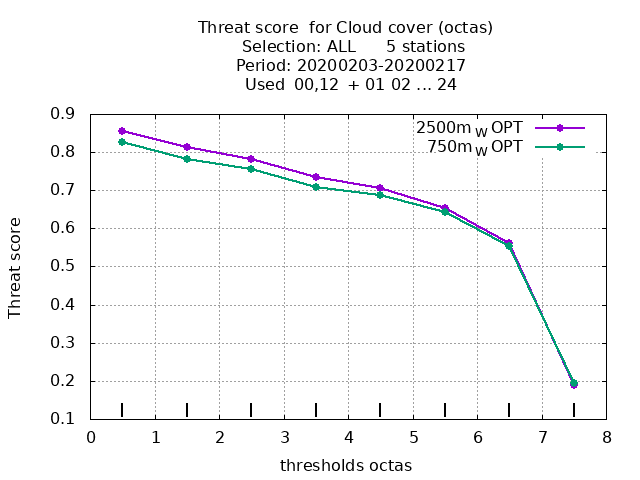 Threat score for Cloud cover (octas)
Selection: ALL 5 stations
Period: 20200203-20200217
Used 00,12 + 01 02 ... 24
2500m W OPT
750m W OPT
Threat score
0.9
0.8
0.7
0.6
0.5
0.4
0.3
0.2
0.1
0 1 2 3 4 5 6 7 8
thresholds octas